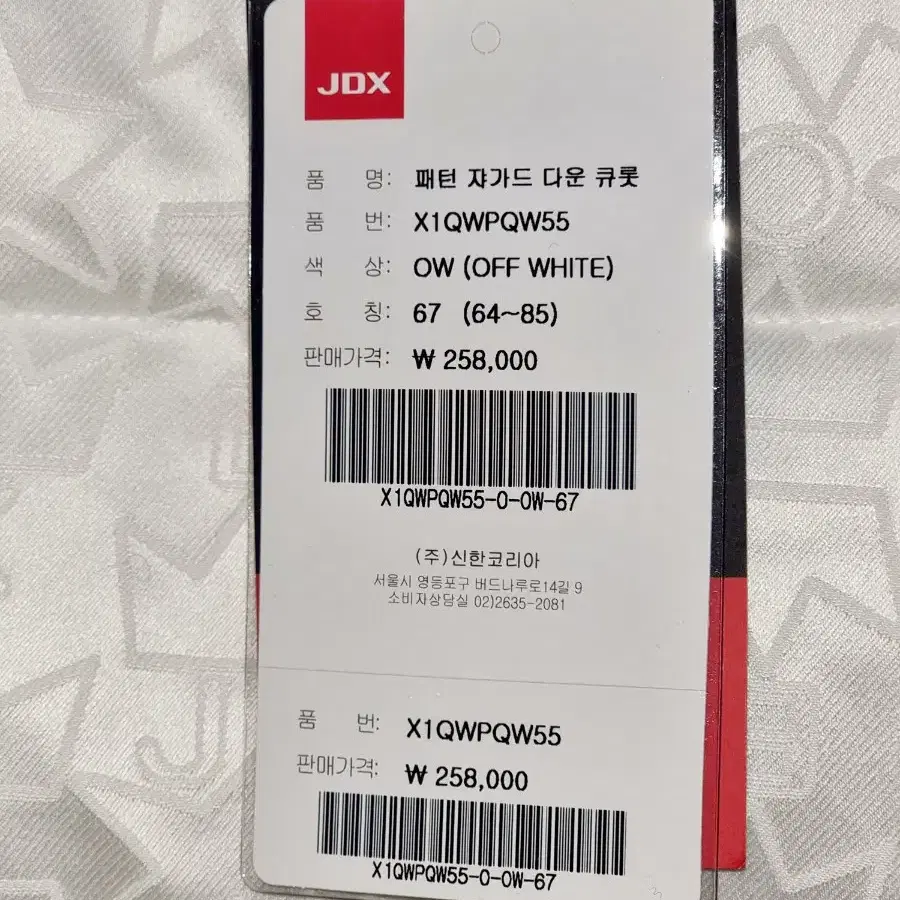 JDX
품 명: 패턴 쟈가드 다운 큐롯
품 번: X1QWPQW55
색 상: OW (OFF WHITE)
호 칭: 67 (64~85)
판매가격: ₩ 258,000
X1QWPQW55-0-OW-67
(주)신한코리아
서울시 영등포구 버드나루로14길 9
소비자상담실 02)2635-2081
품 번: X1QWPQW55
판매가격: ₩ 258,000
X1QWPQW55-0-OW-67